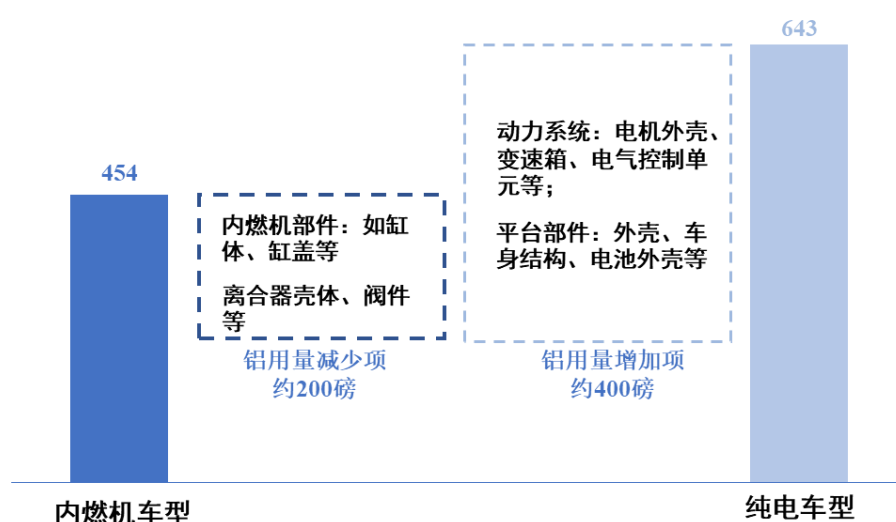 643
454
动力系统：电机外壳、
变速箱、电气控制单
元等；
平台部件：外壳、车
身结构、电池外壳等
内燃机部件：如缸
体、缸盖等
离合器壳体、阀件
等
铝用量减少项
约200磅
铝用量增加项
约400磅
内燃机车型
纯电车型